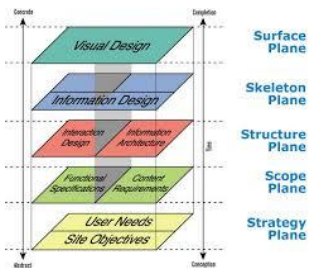 Concrete
Completion
Visual Design
Surface
Plane
Information Design
Skeleton
Plane
Interaction
Design
Information
Architecture
Structure
Plane
Time
Functional
Specifications
Content
Requirements
Scope
Plane
User Needs
Site Objectives
Strategy
Plane
Abstract
Conception